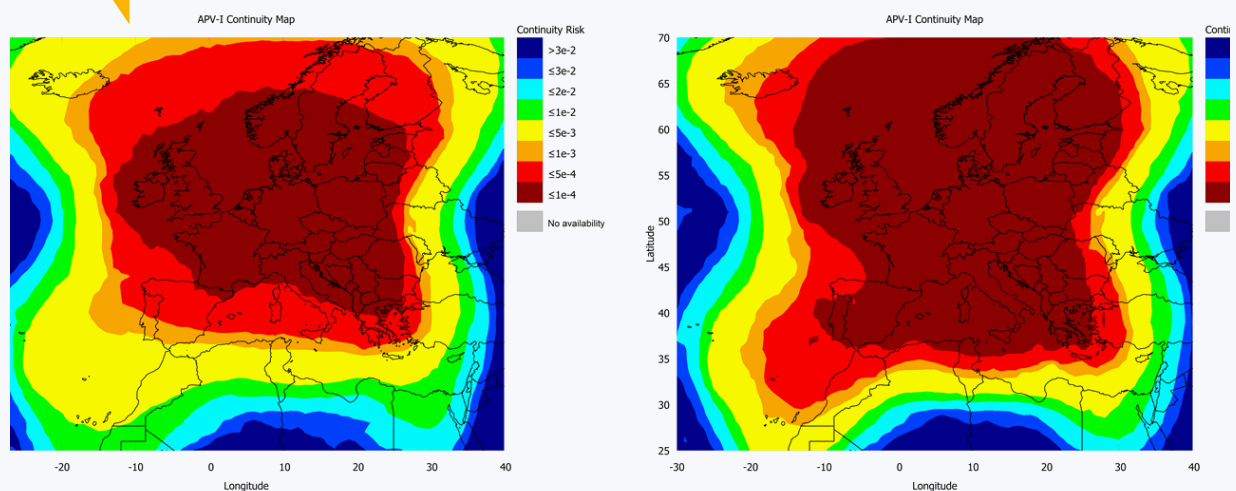 APV-I Continuity Map
Continuity Risk
>3e-2
≤3e-2
≤2e-2
≤1e-2
≤5e-3
≤1e-3
≤5e-4
≤1e-4
No availability
-20 -10 0 10 20 30 40
Longitude
APV-I Continuity Map
Conti
Latitude
70
65
60
55
50
45
40
35
30
25
-30 -20 -10 0 10 20 30 40
Longitude